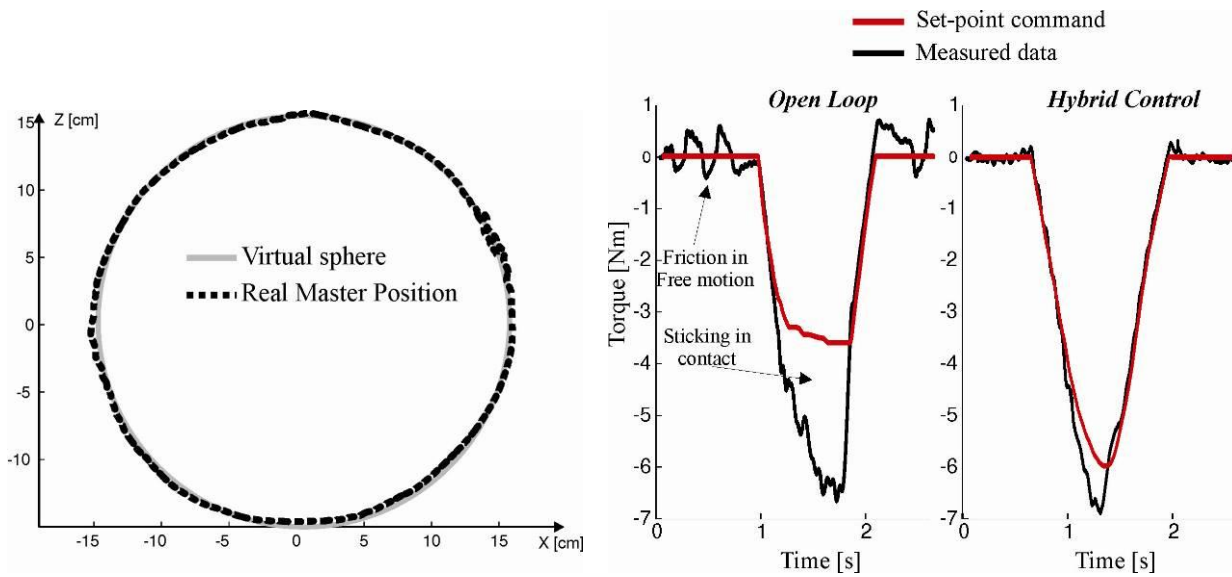 15
Z [cm]
15
10
5
0
-5
-10
-15
-10
-5
0
5
10
15
X [cm]
Virtual sphere
Real Master Position
Set-point command
Measured data
Open Loop
1
0
-1
-2
-3
-4
-5
-6
-7
Torque [Nm]
Friction in
Free motion
Sticking in
contact
0
1
2
Time [s]
Hybrid Control
1
0
-1
-2
-3
-4
-5
-6
-7
0
1
2
Time [s]